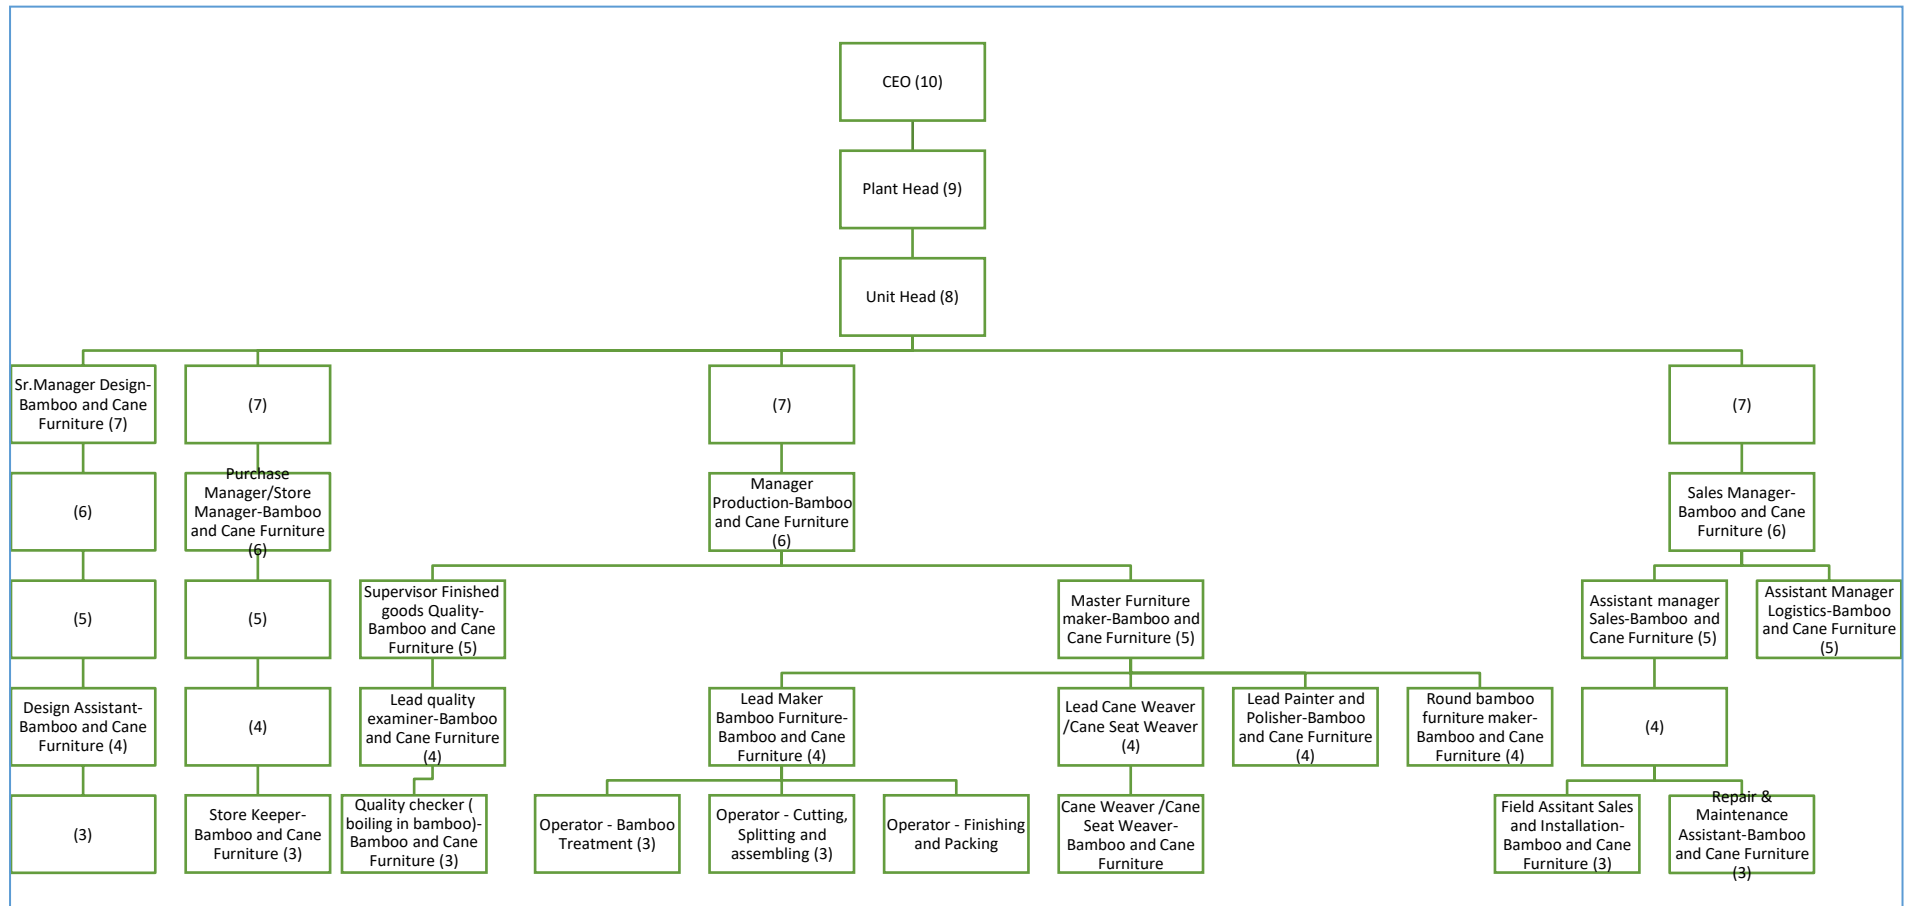 CEO (10)
Plant Head (9)
Unit Head (8)
Sr.Manager Design-
Bamboo and Cane
Furniture (7)
(7)
(7)
(7)
(6)
Purchase
Manager/Store
Manager-Bamboo
and Cane Furniture
(6)
Manager
Production-Bamboo
and Cane Furniture
(6)
Sales Manager-
Bamboo and Cane
Furniture (6)
(5)
(5)
Supervisor Finished
goods Quality-
Bamboo and Cane
Furniture (5)
Master Furniture
maker-Bamboo and
Cane Furniture (5)
Assistant manager
Sales-Bamboo and
Cane Furniture (5)
Assistant Manager
Logistics-Bamboo
and Cane Furniture
(5)
Design Assistant-
Bamboo and Cane
Furniture (4)
(4)
Lead quality
examiner-Bamboo
and Cane Furniture
(4)
Lead Maker
Bamboo Furniture-
Bamboo and Cane
Furniture (4)
Lead Cane Weaver
/Cane Seat Weaver
(4)
Lead Painter and
Polisher-Bamboo
and Cane Furniture
(4)
Round bamboo
furniture maker-
Bamboo and Cane
Furniture (4)
(4)
(3)
Store Keeper-
Bamboo and Cane
Furniture (3)
Quality checker (
boiling in bamboo)-
Bamboo and Cane
Furniture (3)
Operator - Bamboo
Treatment (3)
Operator - Cutting,
Splitting and
assembling (3)
Operator - Finishing
and Packing
Cane Weaver /Cane
Seat Weaver-
Bamboo and Cane
Furniture
Field Assitant Sales
and Installation-
Bamboo and Cane
Furniture (3)
Repair &
Maintenance
Assistant-Bamboo
and Cane Furniture
(3)